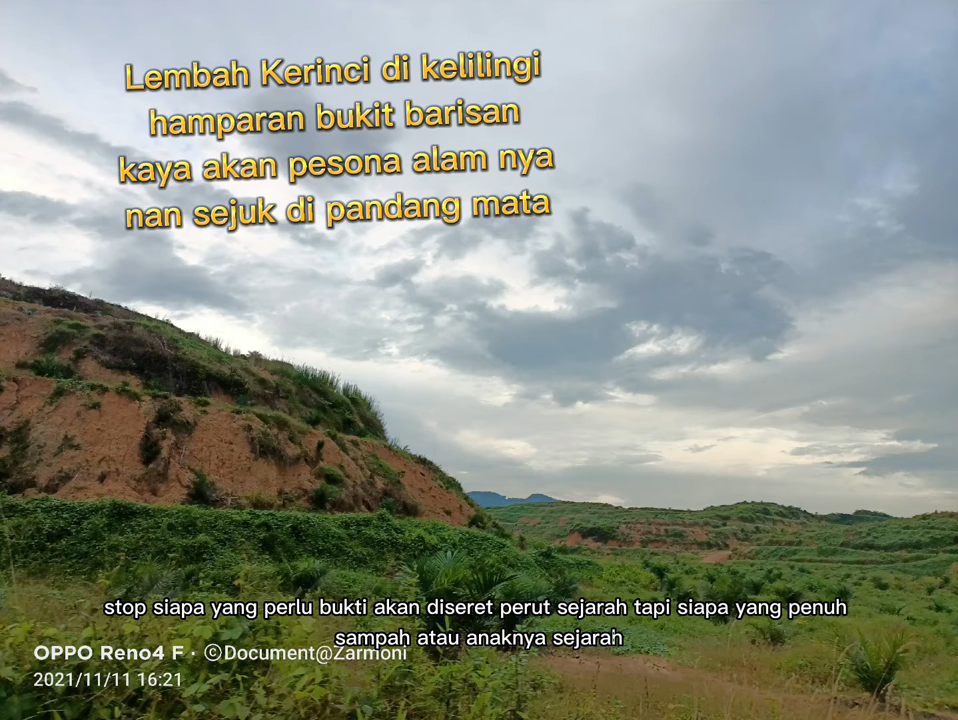 Lembah Kerinci di kelilingi
hamparan bukit barisan
kaya akan pesona alam nya
nan sejuk di pandang mata
stop siapa yang perlu bukti akan diseret perut sejarah tapi siapa yang penuh
sampah atau anaknya sejarah
OPPO Reno4 F · ©Document@Zarmoni
2021/11/11 16:21